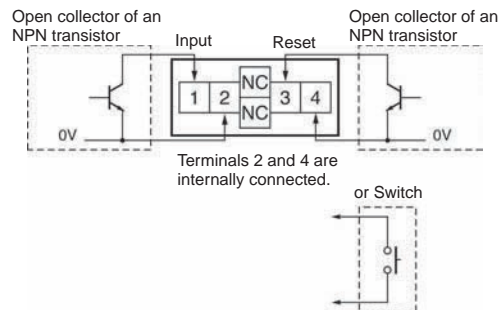 Open collector of an
NPN transistor
Open collector of an
NPN transistor
Input
Reset
NC
1
2
3
4
NC
0V
0V
Terminals 2 and 4 are
internally connected.
or Switch